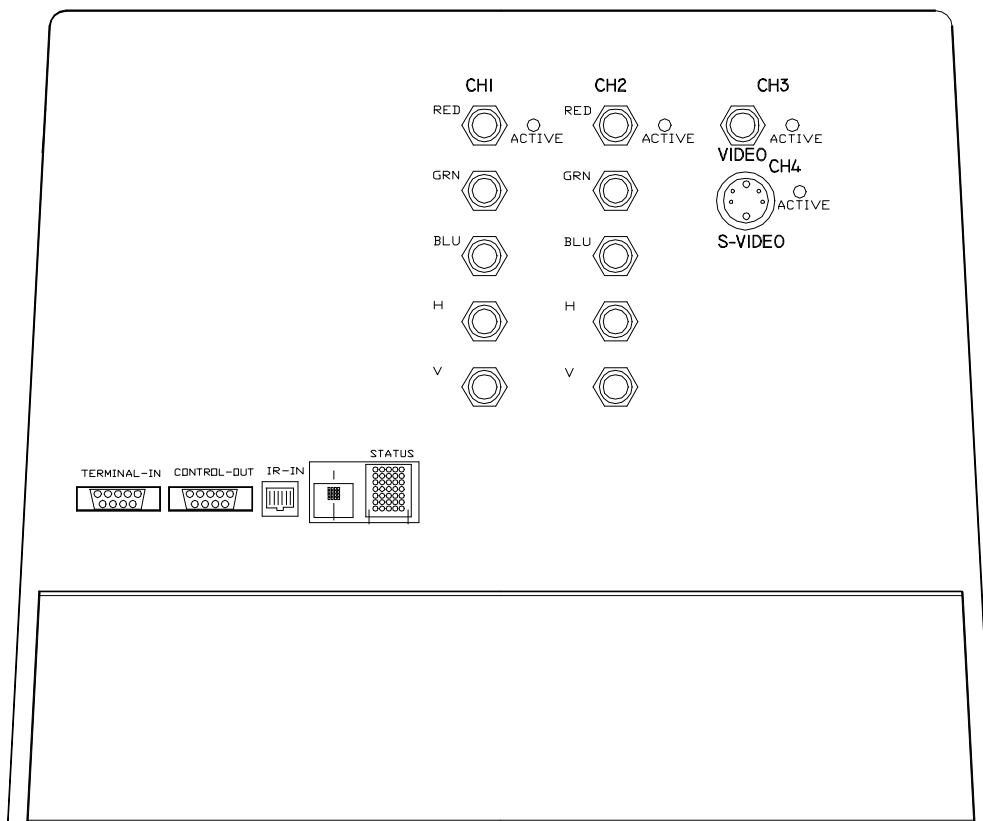 CH1 CH2 CH3
RED RED
ACTIVE ACTIVE ACTIVE
VIDEO
CH4
GRN GRN
ACTIVE
BLU BLU S-VIDEO
H H
V V
STATUS
TERMINAL-IN CONTROL-OUT IR-IN